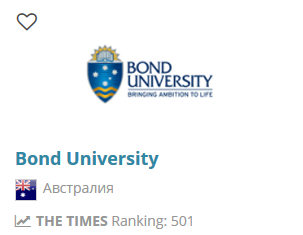 BOND
UNIVERSITY
BRINGING AMBITION TO LIFE
Bond University
Австралия
THE TIMES Ranking: 501